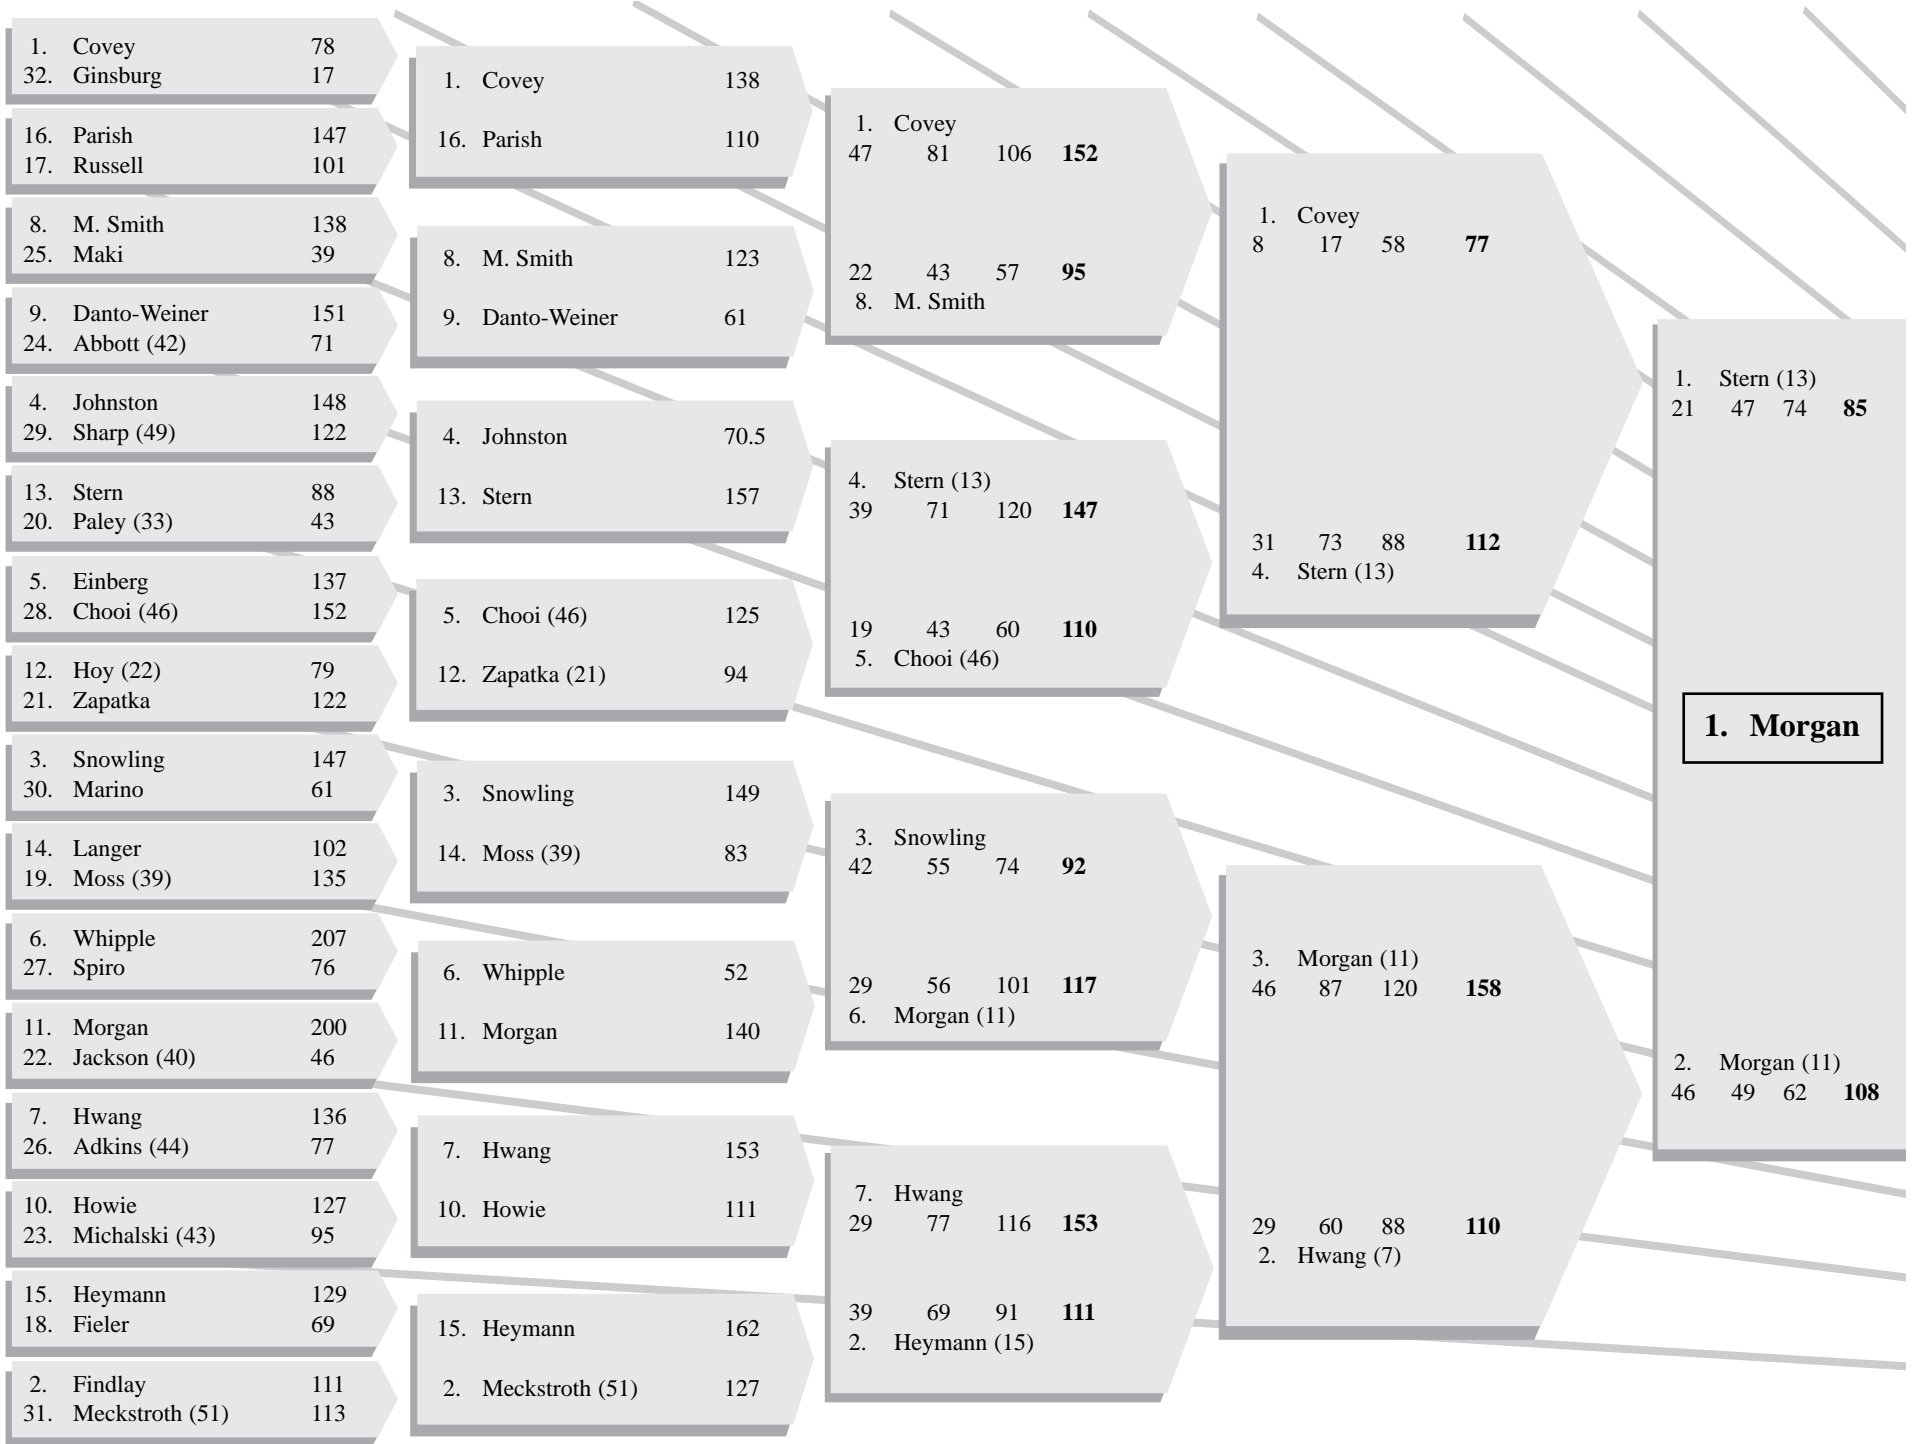 1. Covey 78
32. Ginsburg 17
16. Parish 147
17. Russell 101
8. M. Smith 138
25. Maki 39
9. Danto-Weiner 151
24. Abbott (42) 71
4. Johnston 148
29. Sharp (49) 122
13. Stern 88
20. Paley (33) 43
5. Einberg 137
28. Chooi (46) 152
12. Hoy (22) 79
21. Zapatka 122
3. Snowling 147
30. Marino 61
14. Langer 102
19. Moss (39) 135
6. Whipple 207
27. Spiro 76
11. Morgan 200
22. Jackson (40) 46
7. Hwang 136
26. Adkins (44) 77
10. Howie 127
23. Michalski (43) 95
15. Heymann 129
18. Fieler 69
2. Findlay 111
31. Meckstroth (51) 113
1. Covey 138
16. Parish 110
8. M. Smith 123
9. Danto-Weiner 61
4. Johnston 70.5
13. Stern 157
5. Chooi (46) 125
12. Zapatka (21) 94
3. Snowling 149
14. Moss (39) 83
6. Whipple 52
11. Morgan 140
7. Hwang 153
10. Howie 111
15. Heymann 162
2. Meckstroth (51) 127
1. Covey
47 81 106 152
22 43 57 95
8. M. Smith
4. Stern (13)
39 71 120 147
19 43 60 110
5. Chooi (46)
3. Snowling
42 55 74 92
29 56 101 117
6. Morgan (11)
7. Hwang
29 77 116 153
39 69 91 111
2. Heymann (15)
1. Covey
8 17 58 77
31 73 88 112
4. Stern (13)
3. Morgan (11)
46 87 120 158
29 60 88 110
2. Hwang (7)
1. Stern (13)
21 47 74 85
1. Morgan
2. Morgan (11)
46 49 62 108